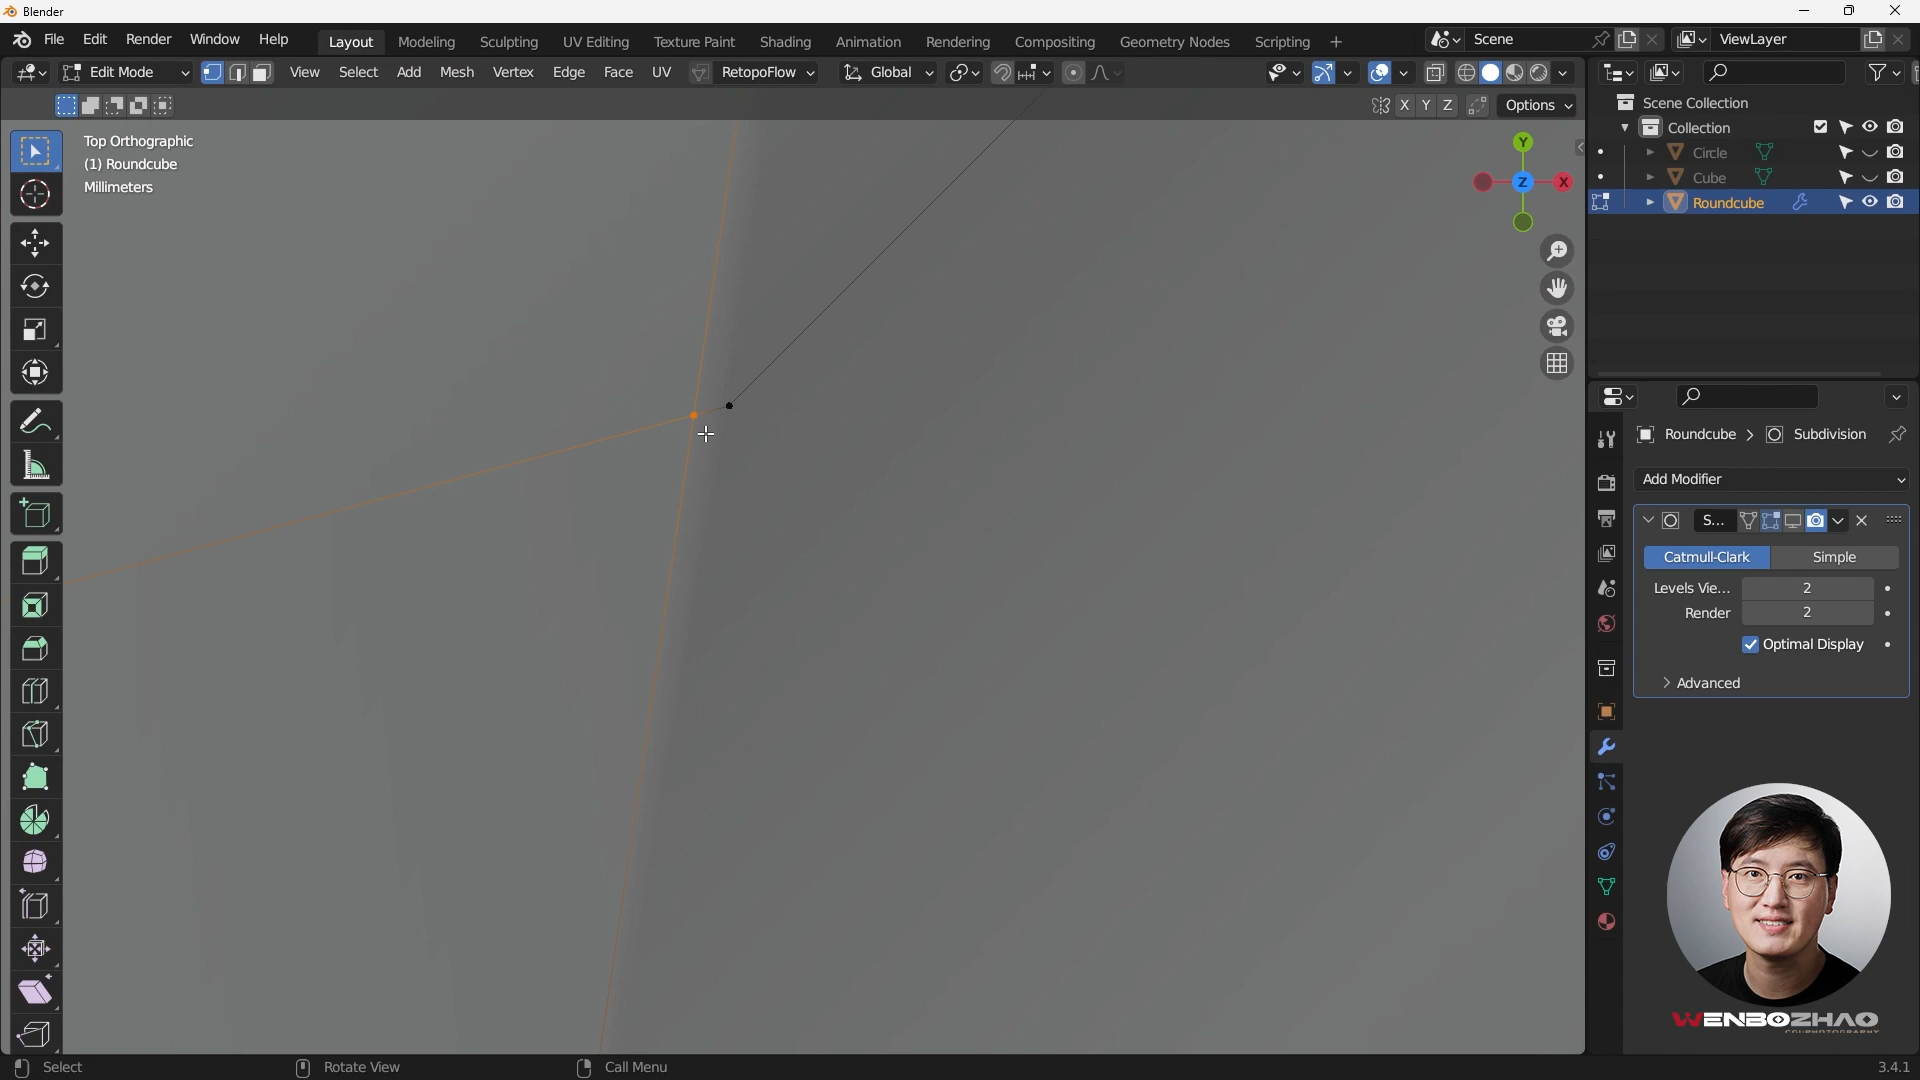 Blender
File Edit Render Window Help Layout Modeling Sculpting UV Editing Texture Paint Shading Animation Rendering Compositing Geometry Nodes Scripting + Scene ViewLayer
Edit Mode View Select Add Mesh Vertex Edge Face UV RetopoFlow Global
X Y Z Options
Top Orthographic
(1) Roundcube
Millimeters
Y
Z
X
Scene Collection
Collection
Circle
Cube
Roundcube
Roundcube > Subdivision
Add Modifier
S...
Catmull-Clark Simple
Levels Vie... 2
Render 2
Optimal Display
Advanced
WENBOZHAO
Select Rotate View Call Menu 3.4.1